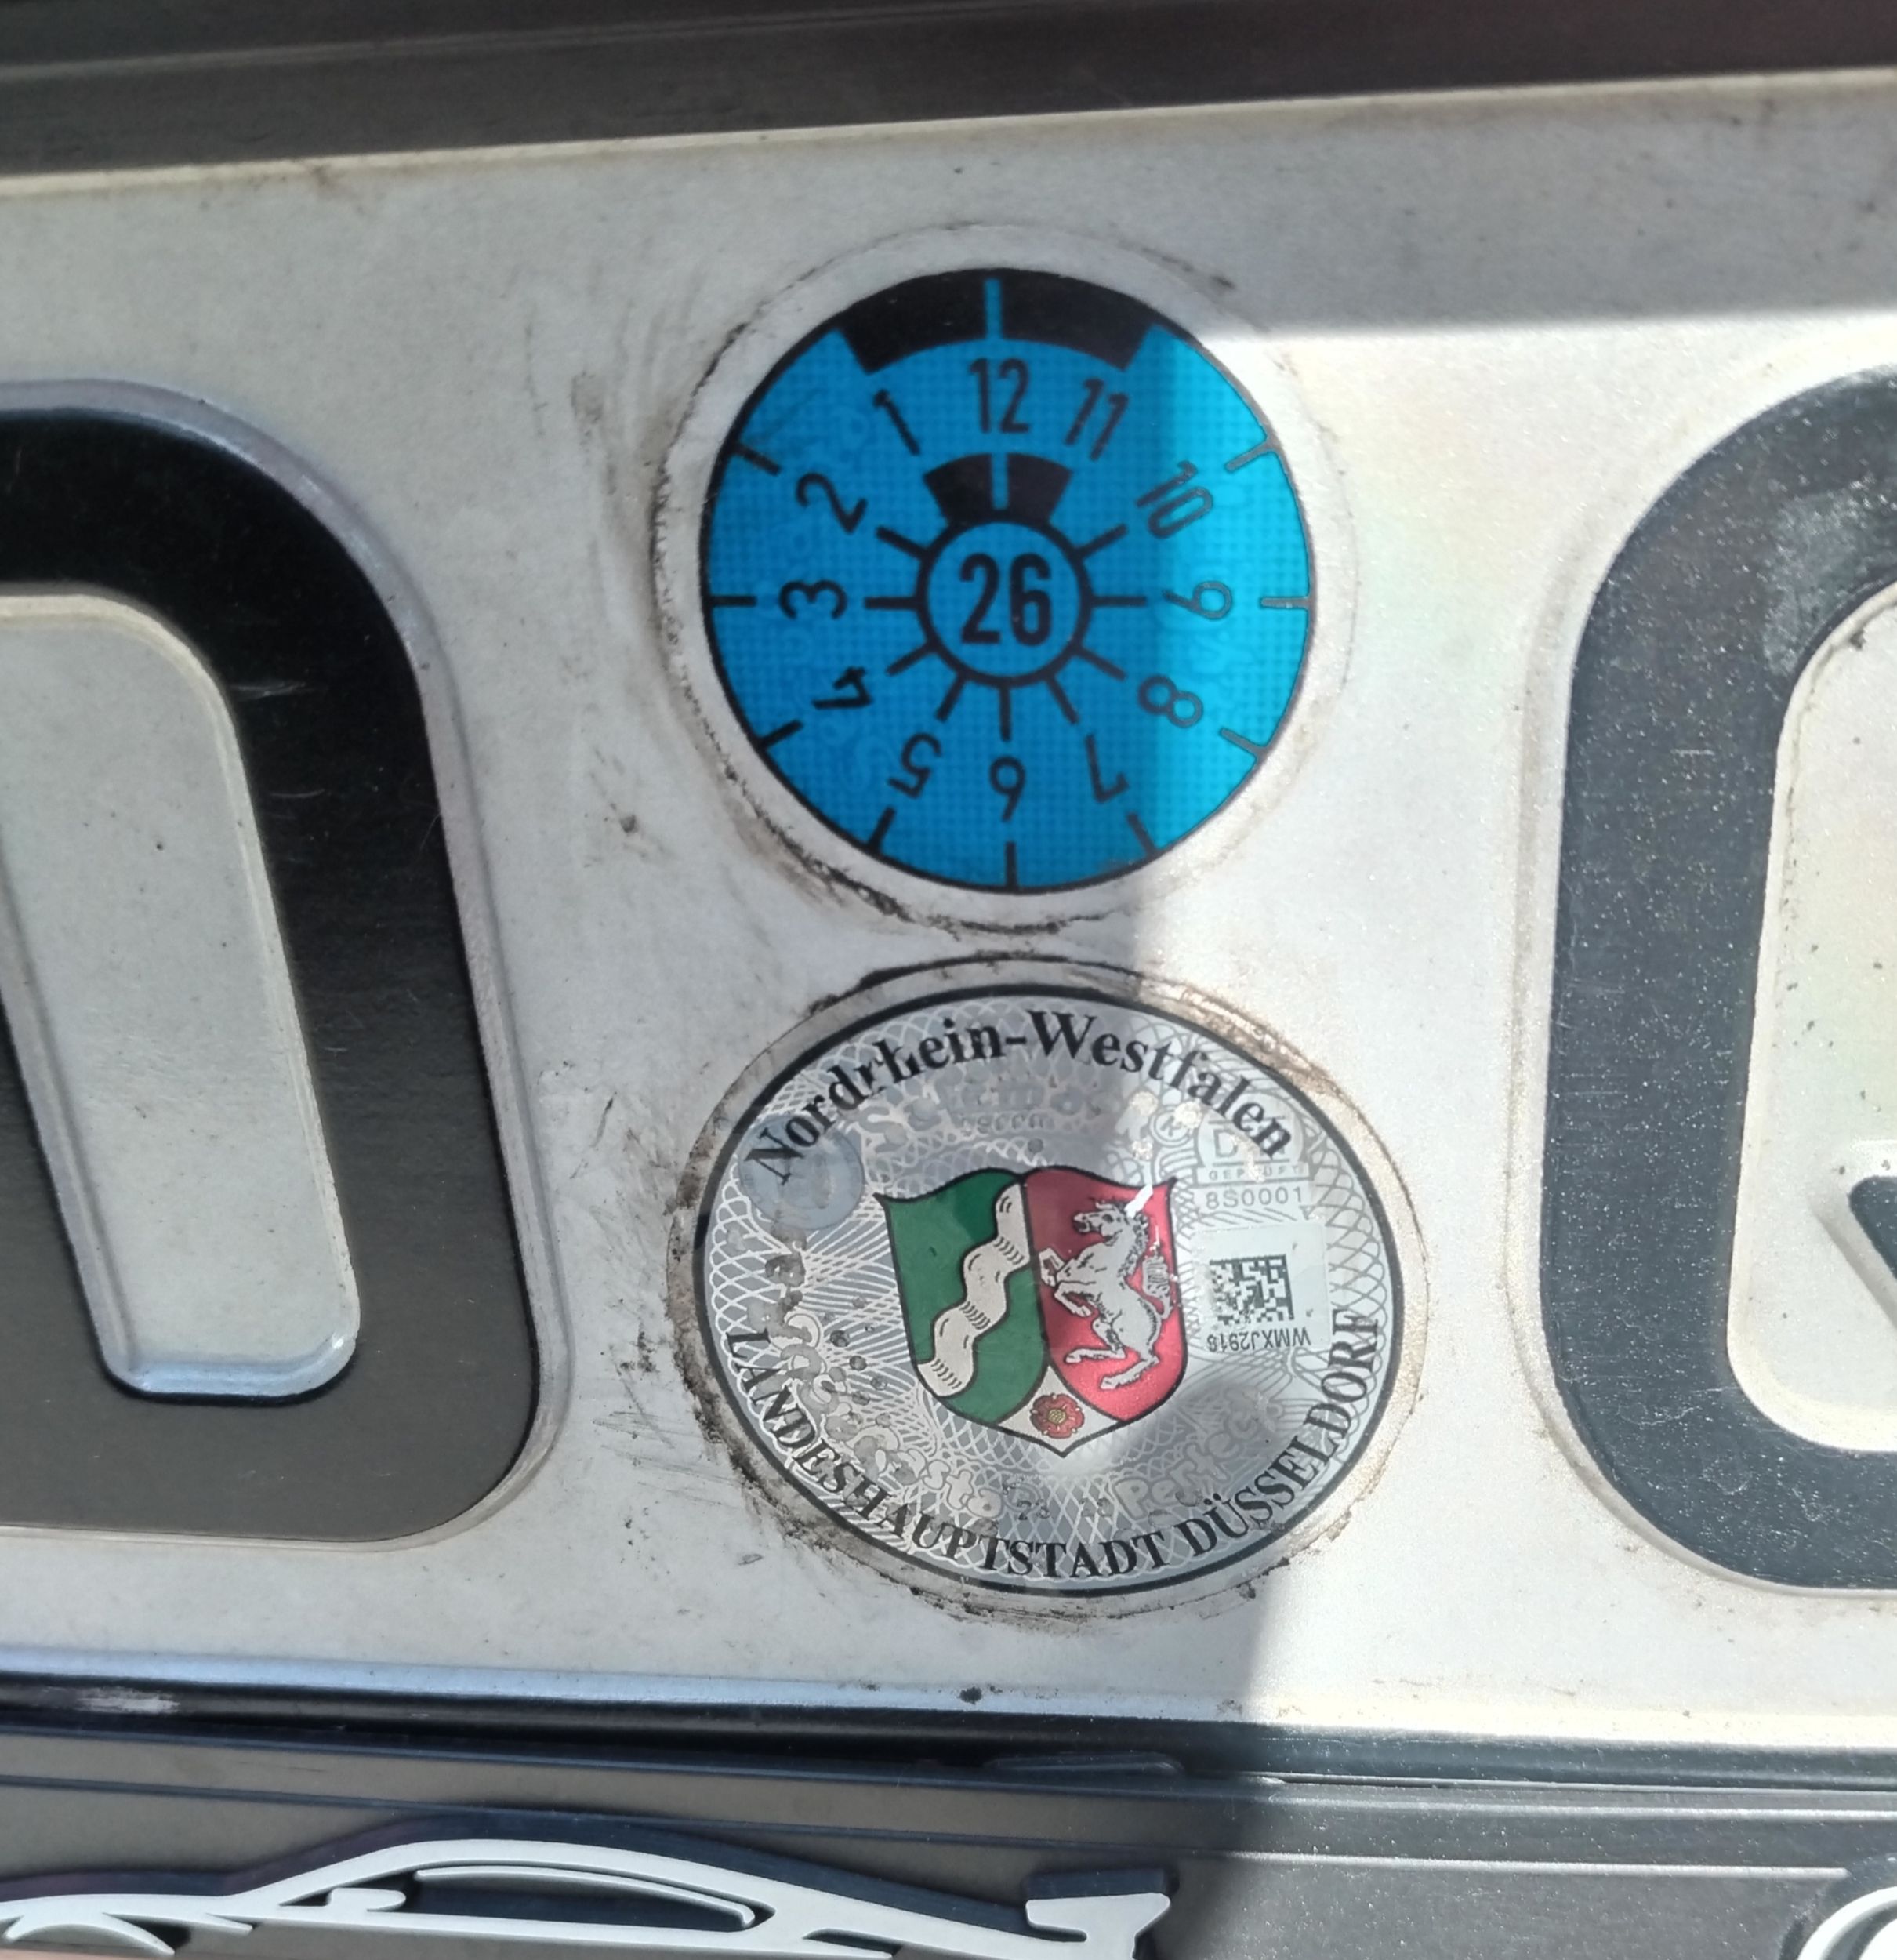 1 12 11
2 10
3 26 9
4 8
5 6 7
Nordrhein-Westfalen
GEPRÜFT
8S0001
WMXJ2918
LANDESHAUPTSTADT DÜSSELDORF